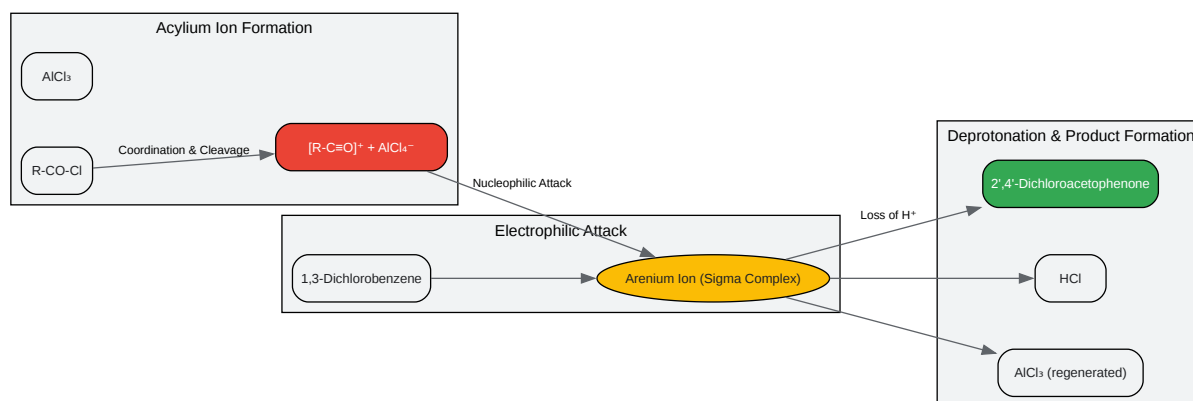 Acylium Ion Formation
AlCl₃
R-CO-Cl
Coordination & Cleavage
[R-C≡O]⁺ + AlCl₄⁻
Nucleophilic Attack
Electrophilic Attack
1,3-Dichlorobenzene
Arenium Ion (Sigma Complex)
Loss of H⁺
Deprotonation & Product Formation
2',4'-Dichloroacetophenone
HCl
AlCl₃ (regenerated)